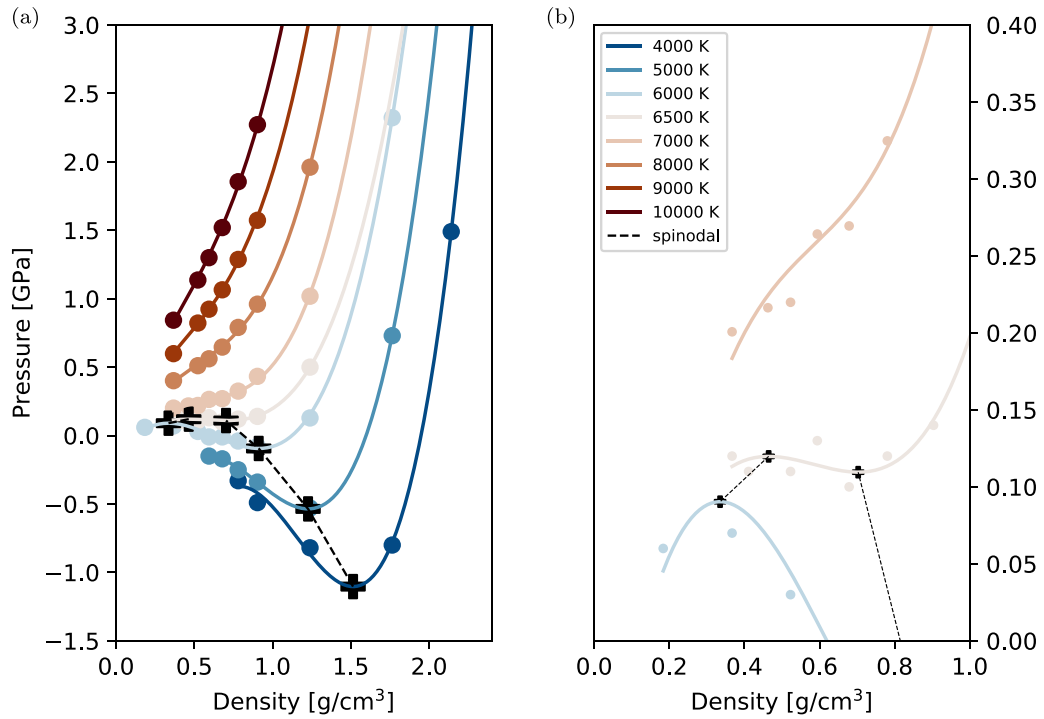 (a)
(b)
3.0
2.5
2.0
1.5
1.0
0.5
0.0
−0.5
−1.0
−1.5
Pressure [GPa]
0.0 0.5 1.0 1.5 2.0
Density [g/cm³]
4000 K
5000 K
6000 K
6500 K
7000 K
8000 K
9000 K
10000 K
spinodal
0.40
0.35
0.30
0.25
0.20
0.15
0.10
0.05
0.00
0.0 0.2 0.4 0.6 0.8 1.0
Density [g/cm³]